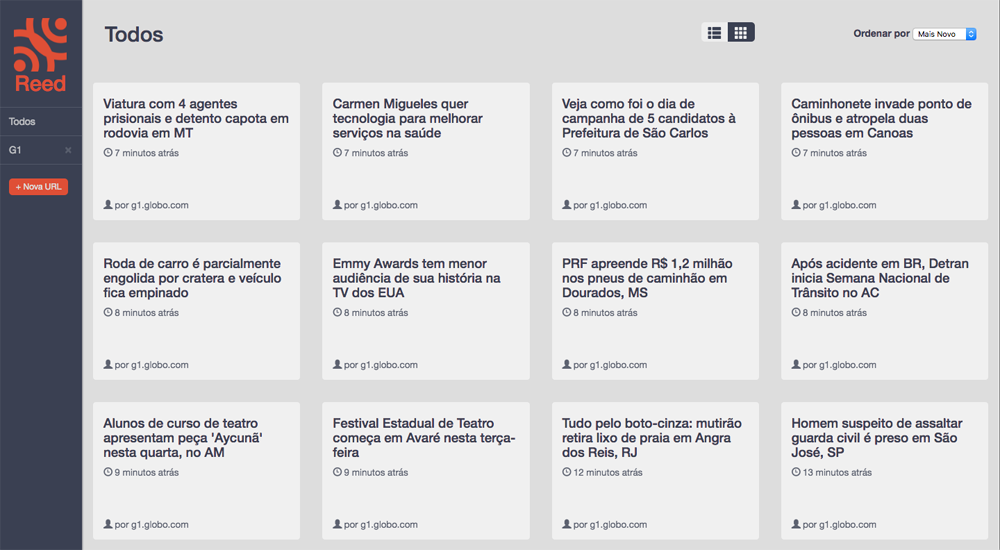 Reed
Todos
G1
+ Nova URL
Todos
Ordenar por Mais Novo
Viatura com 4 agentes
prisionais e detento capota em
rodovia em MT
7 minutos atrás
por g1.globo.com
Carmen Migueles quer
tecnologia para melhorar
serviços na saúde
7 minutos atrás
por g1.globo.com
Veja como foi o dia de
campanha de 5 candidatos à
Prefeitura de São Carlos
7 minutos atrás
por g1.globo.com
Caminhonete invade ponto de
ônibus e atropela duas
pessoas em Canoas
7 minutos atrás
por g1.globo.com
Roda de carro é parcialmente
engolida por cratera e veículo
fica empinado
8 minutos atrás
por g1.globo.com
Emmy Awards tem menor
audiência de sua história na
TV dos EUA
8 minutos atrás
por g1.globo.com
PRF apreende R$ 1,2 milhão
nos pneus de caminhão em
Dourados, MS
8 minutos atrás
por g1.globo.com
Após acidente em BR, Detran
inicia Semana Nacional de
Trânsito no AC
8 minutos atrás
por g1.globo.com
Alunos de curso de teatro
apresentam peça 'Aycunã'
nesta quarta, no AM
9 minutos atrás
por g1.globo.com
Festival Estadual de Teatro
começa em Avaré nesta terça-
feira
9 minutos atrás
por g1.globo.com
Tudo pelo boto-cinza: mutirão
retira lixo de praia em Angra
dos Reis, RJ
12 minutos atrás
por g1.globo.com
Homem suspeito de assaltar
guarda civil é preso em São
José, SP
13 minutos atrás
por g1.globo.com